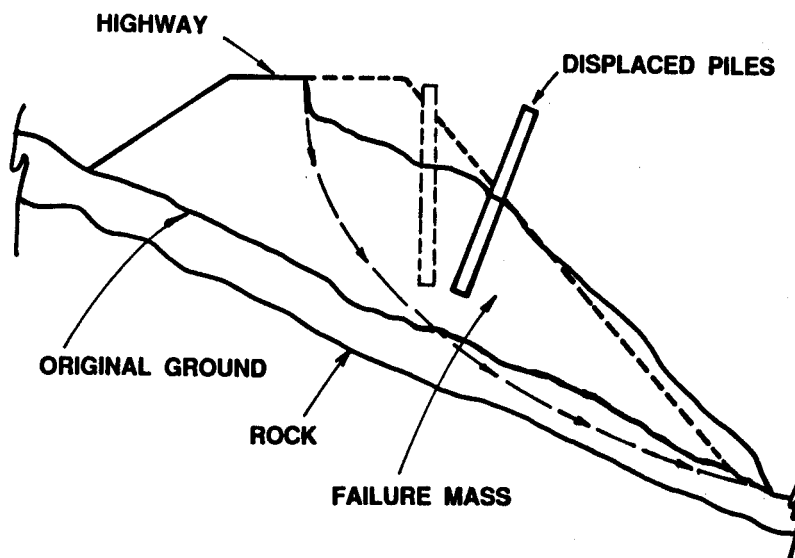 HIGHWAY
DISPLACED PILES
ORIGINAL GROUND
ROCK
FAILURE MASS